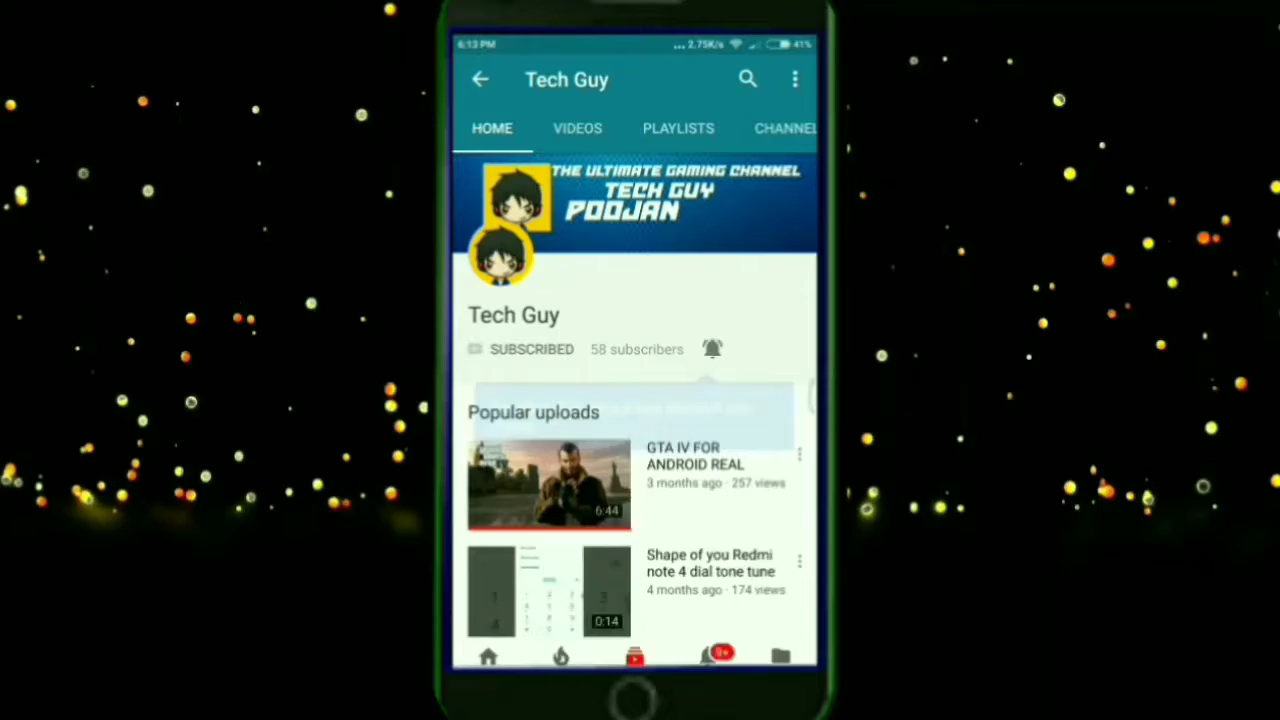 6:13 PM ... 2.75K/s 41%
Tech Guy
HOME VIDEOS PLAYLISTS CHANNEL
THE ULTIMATE GAMING CHANNEL
TECH GUY
POOJAN
Tech Guy
SUBSCRIBED 58 subscribers
Popular uploads
GTA IV FOR
ANDROID REAL
3 months ago · 257 views
6:44
Shape of you Redmi
note 4 dial tone tune
4 months ago · 174 views
0:14
9+